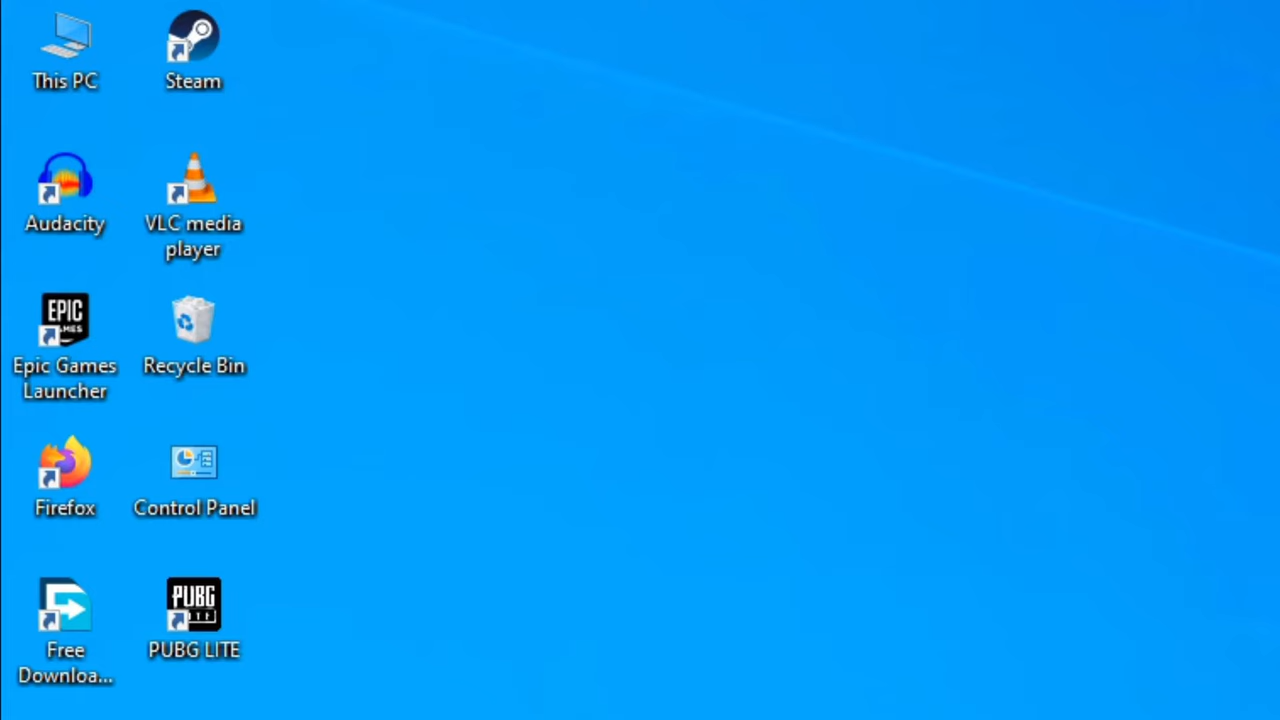 This PC
Steam
Audacity
VLC media
player
EPIC
GAMES
Epic Games
Launcher
Recycle Bin
Firefox
Control Panel
PUBG
LITE
Free
Downloa...
PUBG LITE